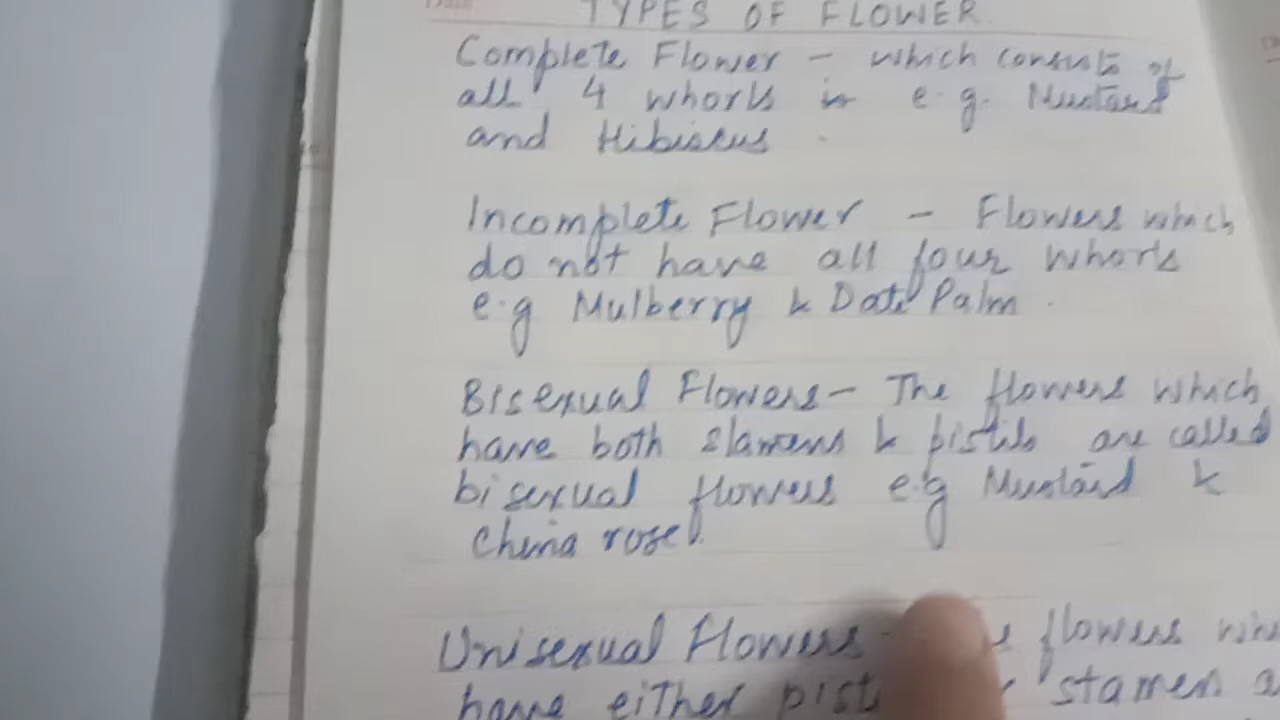 TYPES OF FLOWER
Complete Flower - which consists of
all 4 whorls in e.g. Mustard
and Hibiscus.
Incomplete Flower - Flowers which
do not have all four whorls
e.g Mulberry & Date Palm.
Bisexual Flowers - The flowers which
have both stamens & pistils are called
bisexual flowers e.g Mustard &
China rose.
Unisexual Flowers - flowers
have either stamen